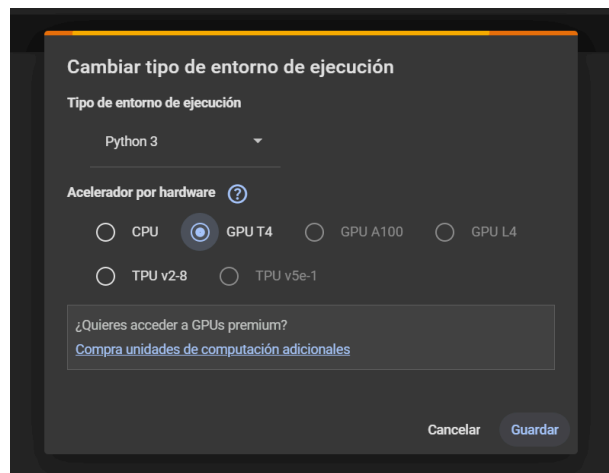 Cambiar tipo de entorno de ejecución
Tipo de entorno de ejecución
Python 3
Acelerador por hardware ?
CPU GPU T4 GPU A100 GPU L4
TPU v2-8 TPU v5e-1
¿Quieres acceder a GPUs premium?
Compra unidades de computación adicionales
Cancelar Guardar